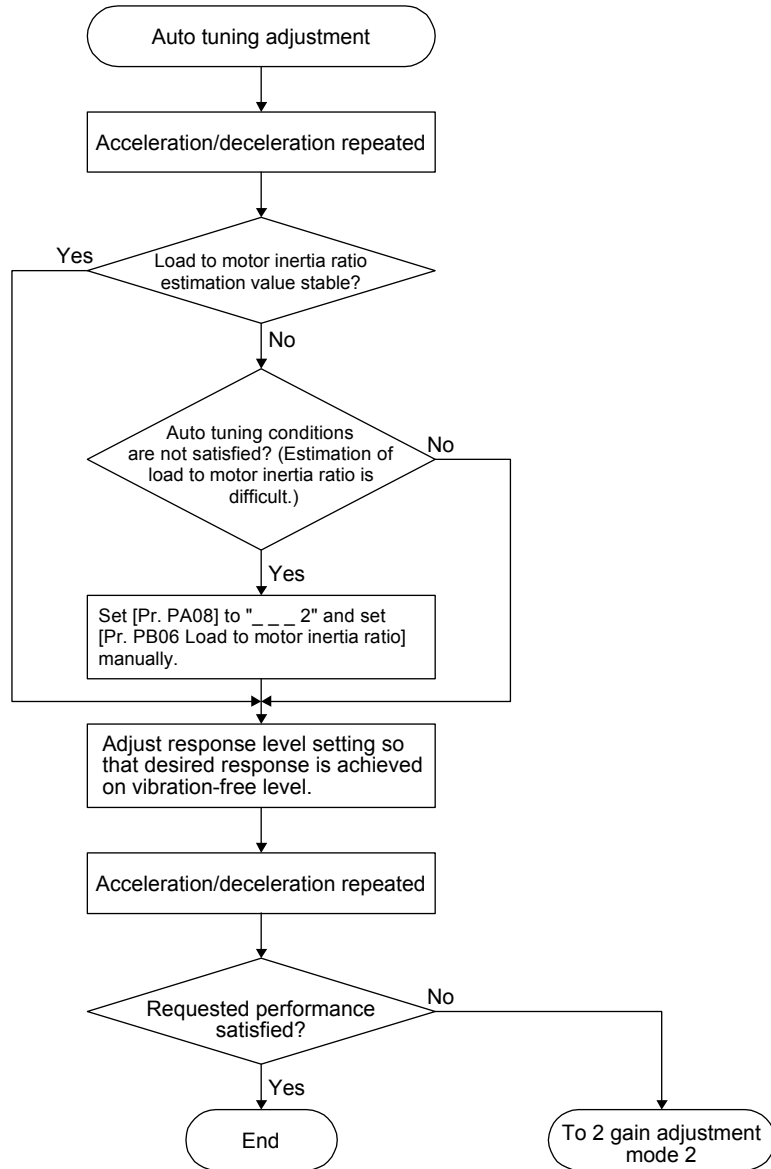 Auto tuning adjustment
Acceleration/deceleration repeated
Yes
Load to motor inertia ratio
estimation value stable?
No
Auto tuning conditions
are not satisfied? (Estimation of
load to motor inertia ratio is
difficult.)
No
Yes
Set [Pr. PA08] to "_ _ _ 2" and set
[Pr. PB06 Load to motor inertia ratio]
manually.
Adjust response level setting so
that desired response is achieved
on vibration-free level.
Acceleration/deceleration repeated
Requested performance
satisfied?
No
Yes
End
To 2 gain adjustment
mode 2